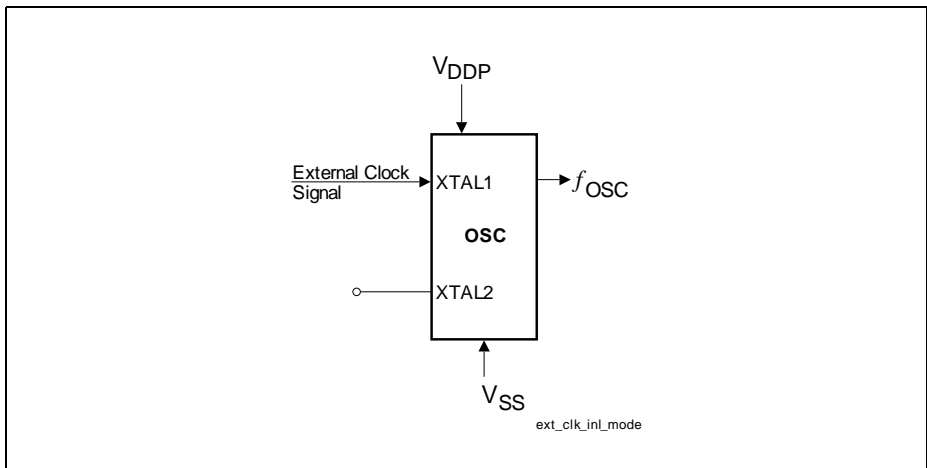 VDDP
External Clock
Signal
XTAL1
fOSC
OSC
XTAL2
VSS
ext_clk_inl_mode